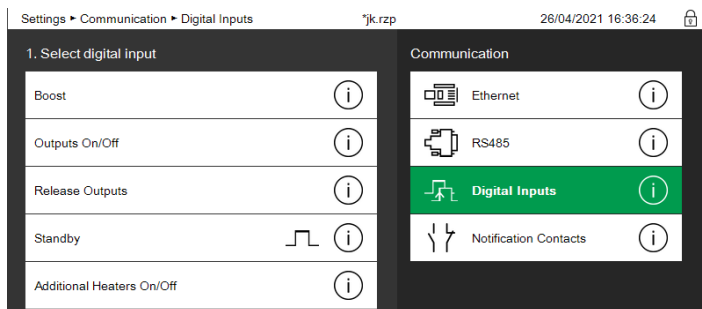 Settings ► Communication ► Digital Inputs *jk.rzp 26/04/2021 16:36:24
1. Select digital input
Boost
Outputs On/Off
Release Outputs
Standby
Additional Heaters On/Off
Communication
Ethernet
RS485
Digital Inputs
Notification Contacts